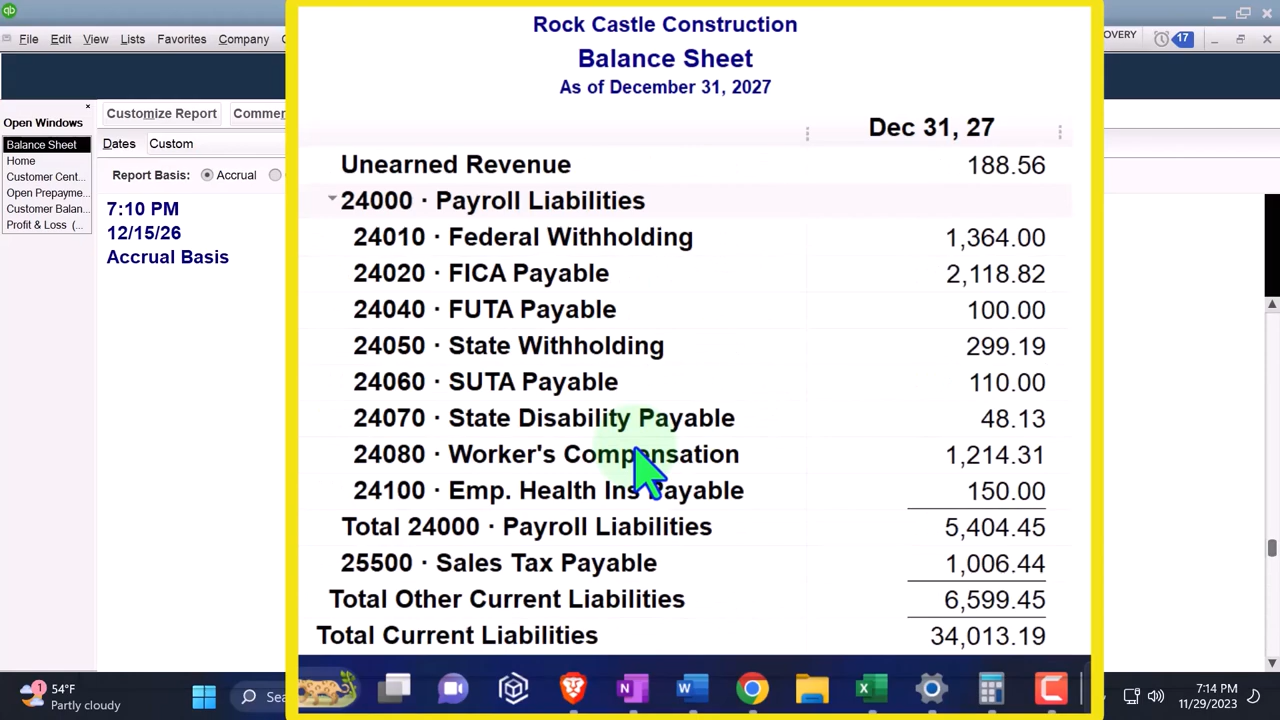 File Edit View Lists Favorites Company
OVERY 17
Customize Report
Open Windows
Balance Sheet
Home
Customer Cent...
Open Prepayme...
Customer Balan...
Profit & Loss (...
Dates Custom
Report Basis: Accrual
7:10 PM
12/15/26
Accrual Basis
Rock Castle Construction
Balance Sheet
As of December 31, 2027
Dec 31, 27
Unearned Revenue 188.56
24000 · Payroll Liabilities
24010 · Federal Withholding 1,364.00
24020 · FICA Payable 2,118.82
24040 · FUTA Payable 100.00
24050 · State Withholding 299.19
24060 · SUTA Payable 110.00
24070 · State Disability Payable 48.13
24080 · Worker's Compensation 1,214.31
24100 · Emp. Health Ins Payable 150.00
Total 24000 · Payroll Liabilities 5,404.45
25500 · Sales Tax Payable 1,006.44
Total Other Current Liabilities 6,599.45
Total Current Liabilities 34,013.19
1 54°F
Partly cloudy
7:14 PM
11/29/2023